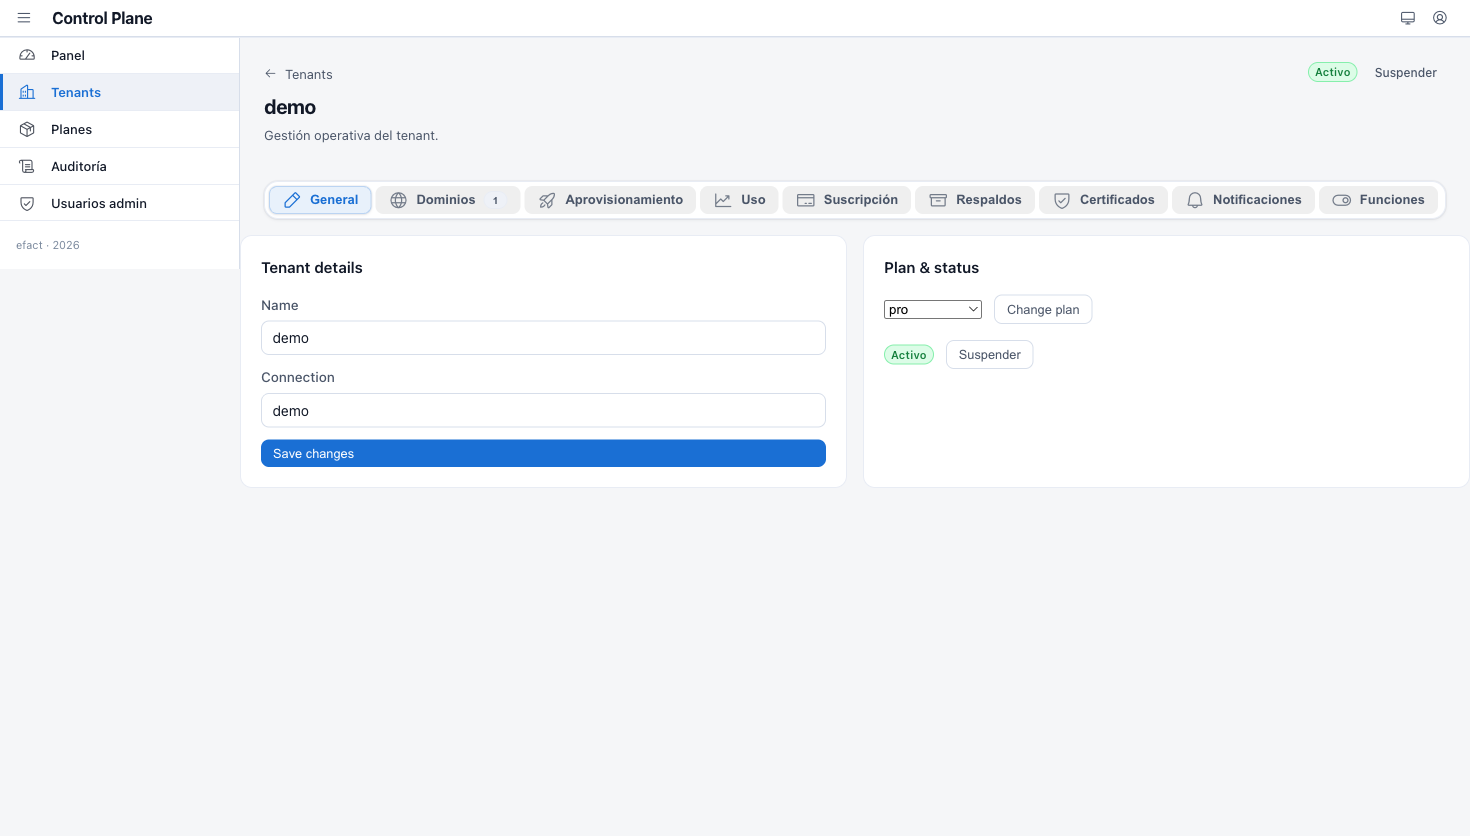 Control Plane
Panel
Tenants
Planes
Auditoría
Usuarios admin
efact · 2026
← Tenants
Activo
Suspender
demo
Gestión operativa del tenant.
General
Dominios 1
Aprovisionamiento
Uso
Suscripción
Respaldos
Certificados
Notificaciones
Funciones
Tenant details
Name
demo
Connection
demo
Save changes
Plan & status
pro
Change plan
Activo
Suspender